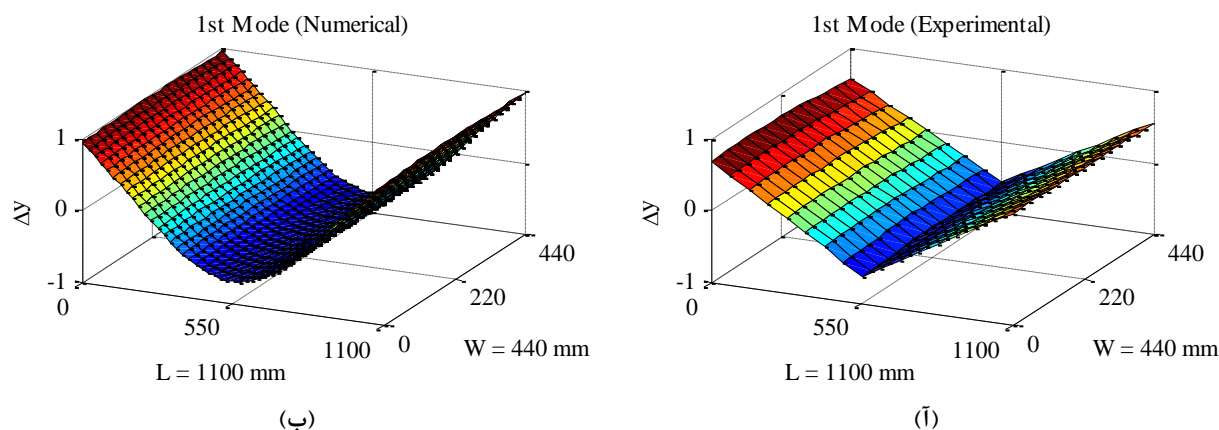 1st Mode (Numerical)
1
0
-1
Δy
0
550
1100
L = 1100 mm
0
220
440
W = 440 mm
(ب)
1st Mode (Experimental)
1
0
-1
Δy
0
550
1100
L = 1100 mm
0
220
440
W = 440 mm
(آ)